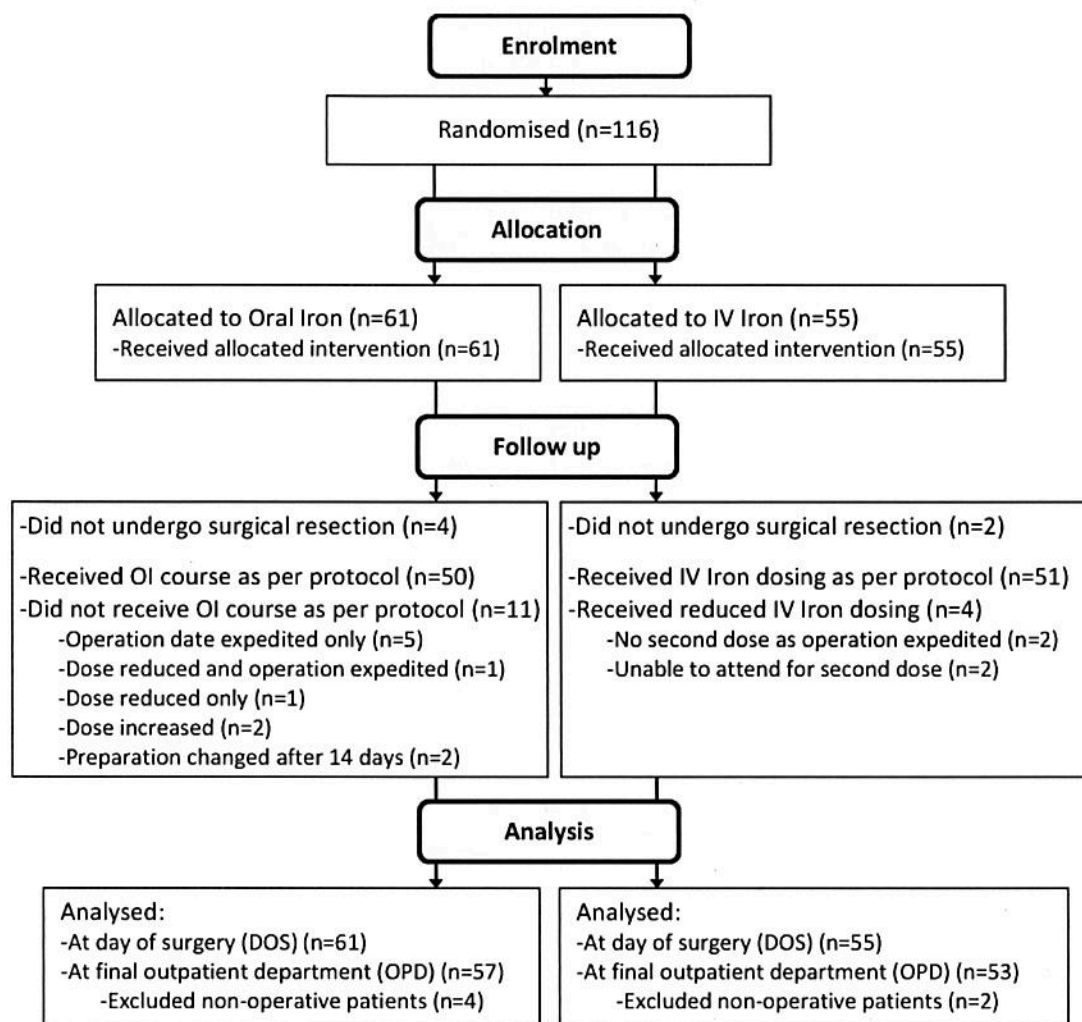 Enrolment
Randomised (n=116)
Allocation
Allocated to Oral Iron (n=61)
-Received allocated intervention (n=61)
Allocated to IV Iron (n=55)
-Received allocated intervention (n=55)
Follow up
-Did not undergo surgical resection (n=4)
-Received OI course as per protocol (n=50)
-Did not receive OI course as per protocol (n=11)
-Operation date expedited only (n=5)
-Dose reduced and operation expedited (n=1)
-Dose reduced only (n=1)
-Dose increased (n=2)
-Preparation changed after 14 days (n=2)
-Did not undergo surgical resection (n=2)
-Received IV Iron dosing as per protocol (n=51)
-Received reduced IV Iron dosing (n=4)
-No second dose as operation expedited (n=2)
-Unable to attend for second dose (n=2)
Analysis
Analysed:
-At day of surgery (DOS) (n=61)
-At final outpatient department (OPD) (n=57)
-Excluded non-operative patients (n=4)
Analysed:
-At day of surgery (DOS) (n=55)
-At final outpatient department (OPD) (n=53)
-Excluded non-operative patients (n=2)